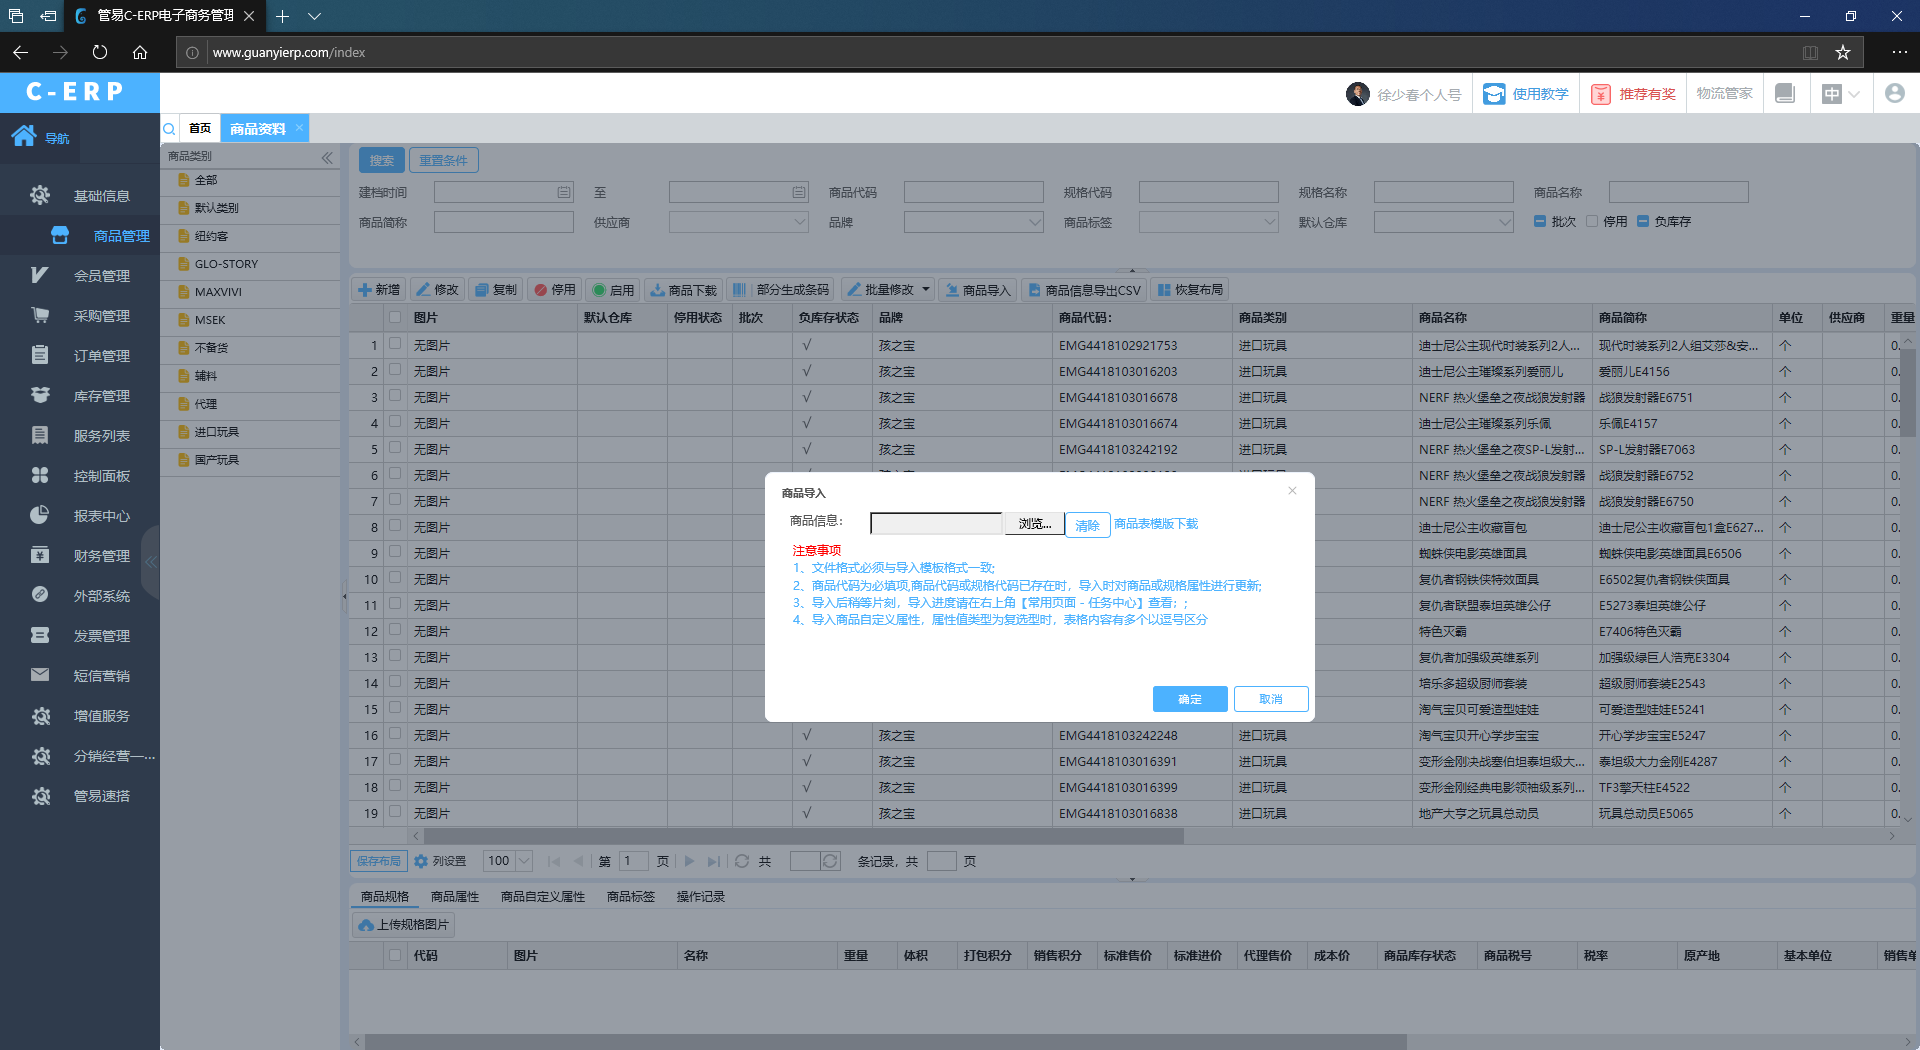 管易C-ERP电子商务管理
www.guanyierp.com/index
C-ERP
徐少春个人号 使用教学 推荐有奖 物流管家 中
导航
首页 商品资料
基础信息
商品管理
会员管理
采购管理
订单管理
库存管理
服务列表
控制面板
报表中心
财务管理
外部系统
发票管理
短信营销
增值服务
分销经营一...
管易速搭
商品类别
全部
默认类别
纽约客
GLO-STORY
MAXVIVI
MSEK
不备货
辅料
代理
进口玩具
国产玩具
搜索 重置条件
建档时间 至 商品代码 规格代码 规格名称 商品名称
商品简称 供应商 品牌 商品标签 默认仓库 批次 停用 负库存
新增 修改 复制 停用 启用 商品下载 部分生成条码 批量修改 商品导入 商品信息导出CSV 恢复布局
图片 默认仓库 停用状态 批次 负库存状态 品牌 商品代码: 商品类别 商品名称 商品简称 单位 供应商 重量
1 无图片 √ 孩之宝 EMG4418102921753 进口玩具 迪士尼公主现代时装系列2人... 现代时装系列2人组艾莎&安... 个 0.
2 无图片 √ 孩之宝 EMG4418103016203 进口玩具 迪士尼公主璀璨系列爱丽儿 爱丽儿E4156 个 0.
3 无图片 √ 孩之宝 EMG4418103016678 进口玩具 NERF 热火堡垒之夜战狼发射器 战狼发射器E6751 个 0.
4 无图片 √ 孩之宝 EMG4418103016674 进口玩具 迪士尼公主璀璨系列乐佩 乐佩E4157 个 0.
5 无图片 √ 孩之宝 EMG4418103242192 进口玩具 NERF 热火堡垒之夜SP-L发射... SP-L发射器E7063 个 0.
6 无图片 NERF 热火堡垒之夜战狼发射器 战狼发射器E6752 个 0.
7 无图片 NERF 热火堡垒之夜战狼发射器 战狼发射器E6750 个 0.
8 无图片 迪士尼公主收藏盲包 迪士尼公主收藏盲包1盒E627... 个 0.
9 无图片 蜘蛛侠电影英雄面具 蜘蛛侠电影英雄面具E6506 个 0.
10 无图片 复仇者钢铁侠特效面具 E6502复仇者钢铁侠面具 个 0.
11 无图片 复仇者联盟泰坦英雄公仔 E5273泰坦英雄公仔 个 0.
12 无图片 特色灭霸 E7406特色灭霸 个 0.
13 无图片 复仇者加强级英雄系列 加强级绿巨人浩克E3304 个 0.
14 无图片 培乐多超级厨师套装 超级厨师套装E2543 个 0.
15 无图片 淘气宝贝可爱造型娃娃 可爱造型娃娃E5241 个 0.
16 无图片 √ 孩之宝 EMG4418103242248 进口玩具 淘气宝贝开心学步宝宝 开心学步宝宝E5247 个 0.
17 无图片 √ 孩之宝 EMG4418103016391 进口玩具 变形金刚决战塞伯坦泰坦级大... 泰坦级大力金刚E4287 个 0.
18 无图片 √ 孩之宝 EMG4418103016399 进口玩具 变形金刚经典电影领袖级系列... TF3擎天柱E4522 个 0.
19 无图片 √ 孩之宝 EMG4418103016838 进口玩具 地产大亨之玩具总动员 玩具总动员E5065 个 0.
商品导入
商品信息: 浏览... 清除 商品表模版下载
注意事项
1、文件格式必须与导入模板格式一致;
2、商品代码为必填项,商品代码或规格代码已存在时，导入时对商品或规格属性进行更新;
3、导入后稍等片刻，导入进度请在右上角【常用页面 - 任务中心】查看; ;
4、导入商品自定义属性，属性值类型为复选型时，表格内容有多个以逗号区分
确定 取消
保存布局 列设置 100 第 1 页 共 条记录，共 页
商品规格 商品属性 商品自定义属性 商品标签 操作记录
上传规格图片
代码 图片 名称 重量 体积 打包积分 销售积分 标准售价 标准进价 代理售价 成本价 商品库存状态 商品税号 税率 原产地 基本单位 销售单